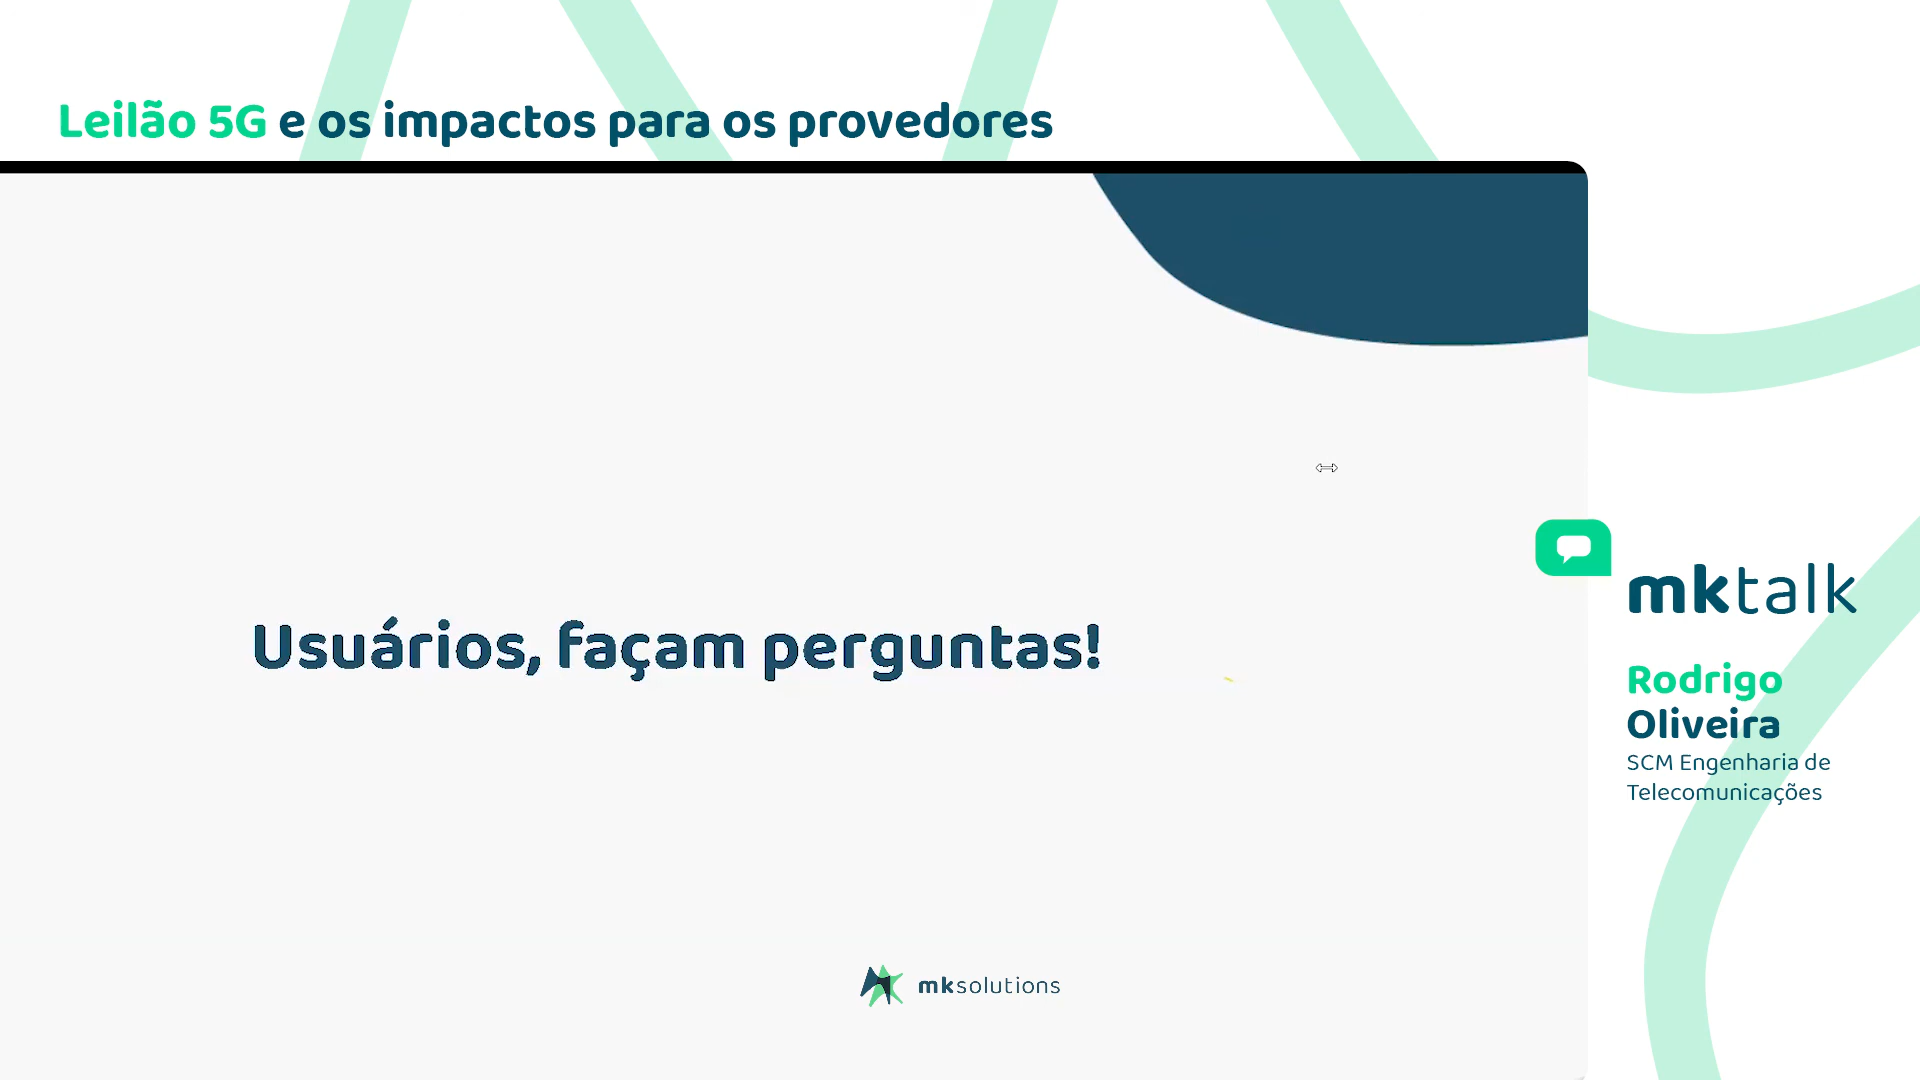 Leilão 5G e os impactos para os provedores
Usuários, façam perguntas!
mksolutions
mktalk
Rodrigo
Oliveira
SCM Engenharia de
Telecomunicações